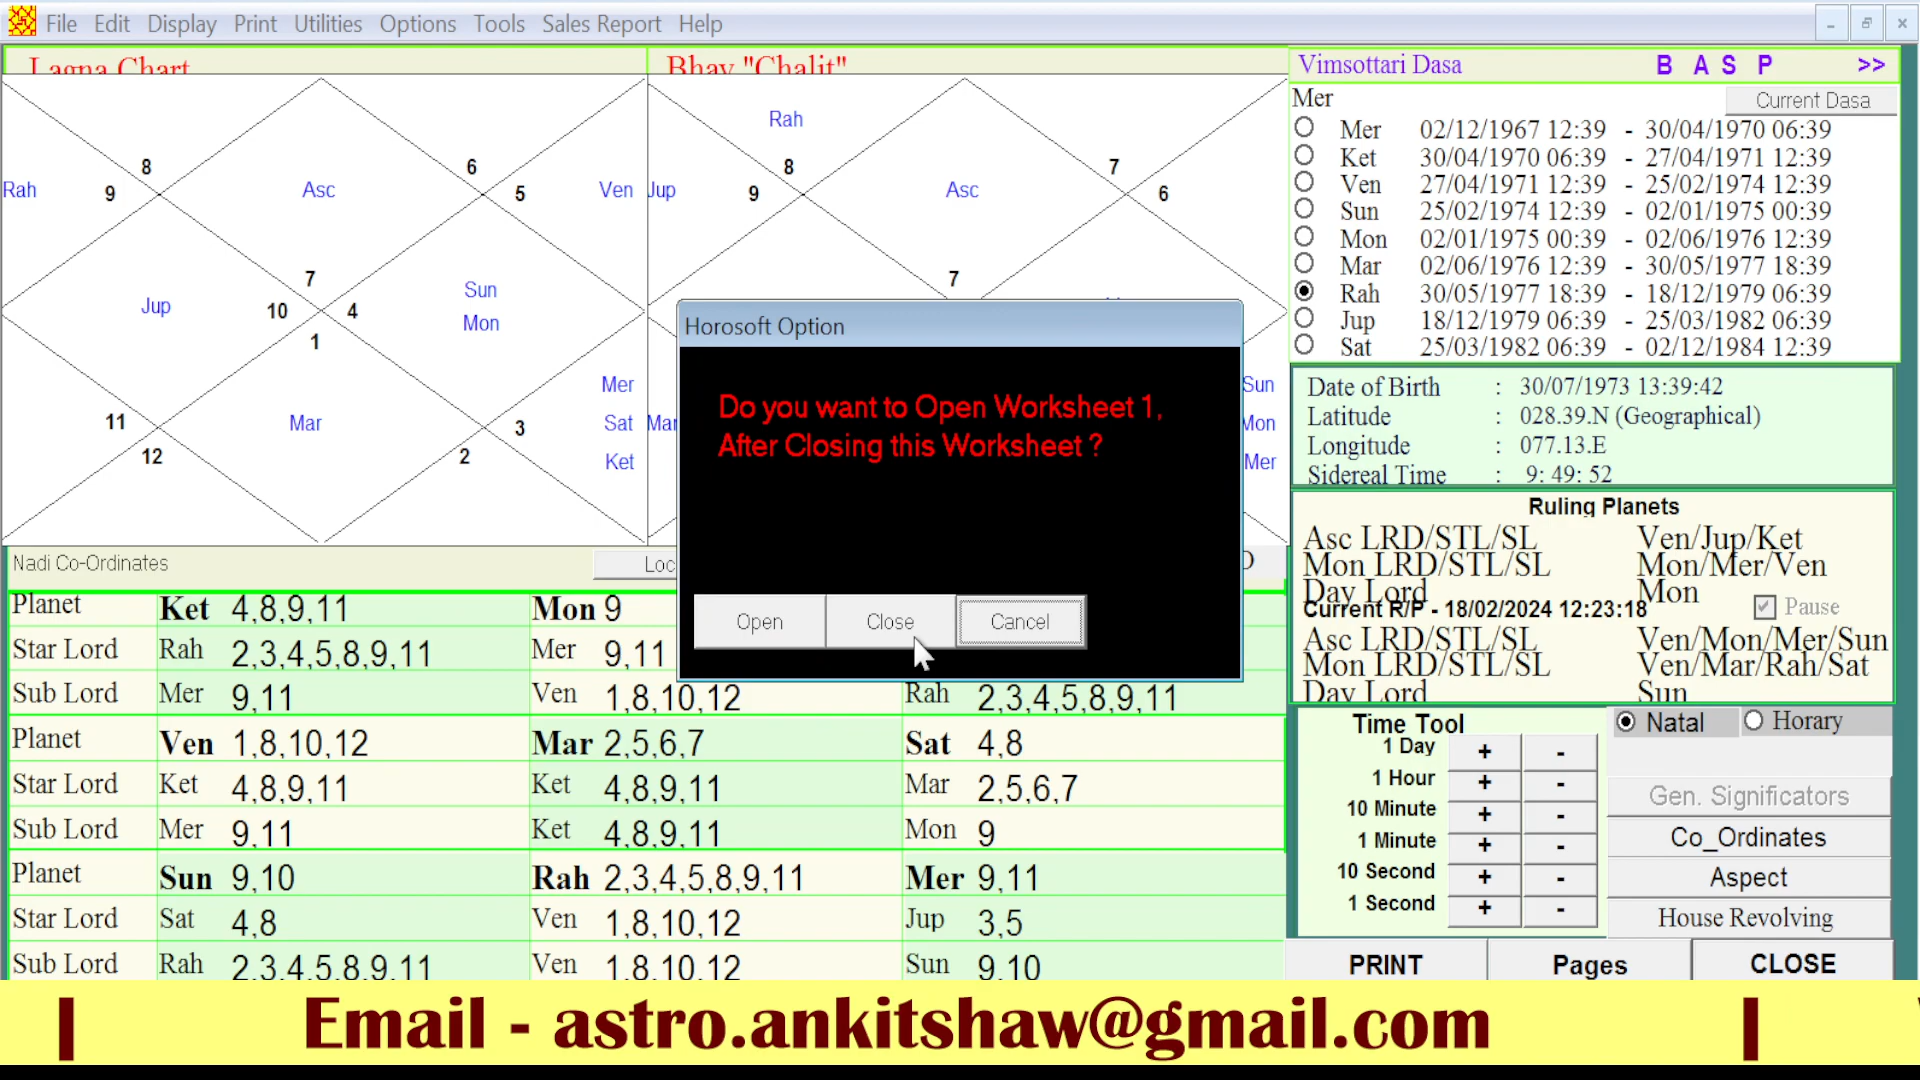 File Edit Display Print Utilities Options Tools Sales Report Help
Lagna Chart
Bhav "Chalit"
Vimsottari Dasa B A S P >>
Mer
Current Dasa
Mer 02/12/1967 12:39 - 30/04/1970 06:39
Ket 30/04/1970 06:39 - 27/04/1971 12:39
Ven 27/04/1971 12:39 - 25/02/1974 12:39
Sun 25/02/1974 12:39 - 02/01/1975 00:39
Mon 02/01/1975 00:39 - 02/06/1976 12:39
Mar 02/06/1976 12:39 - 30/05/1977 18:39
Rah 30/05/1977 18:39 - 18/12/1979 06:39
Jup 18/12/1979 06:39 - 25/03/1982 06:39
Sat 25/03/1982 06:39 - 02/12/1984 12:39
8 6
Rah 9 Asc 5 Ven
7
Jup 10 4 Sun
Mon
1
Mer
11 Mar 3 Sat
12 2 Ket
Rah
8 7
Jup 9 Asc 6
7
Sun
Mar Mon
Mer
Horosoft Option
Do you want to Open Worksheet 1,
After Closing this Worksheet ?
Open Close Cancel
Date of Birth : 30/07/1973 13:39:42
Latitude : 028.39.N (Geographical)
Longitude : 077.13.E
Sidereal Time : 9: 49: 52
Ruling Planets
Asc LRD/STL/SL Ven/Jup/Ket
Mon LRD/STL/SL Mon/Mer/Ven
Day Lord Mon
Current R/P - 18/02/2024 12:23:18 Pause
Asc LRD/STL/SL Ven/Mon/Mer/Sun
Mon LRD/STL/SL Ven/Mar/Rah/Sat
Day Lord Sun
Nadi Co-Ordinates
Loc
Planet Ket 4,8,9,11 Mon 9
Star Lord Rah 2,3,4,5,8,9,11 Mer 9,11
Sub Lord Mer 9,11 Ven 1,8,10,12 Rah 2,3,4,5,8,9,11
Planet Ven 1,8,10,12 Mar 2,5,6,7 Sat 4,8
Star Lord Ket 4,8,9,11 Ket 4,8,9,11 Mar 2,5,6,7
Sub Lord Mer 9,11 Ket 4,8,9,11 Mon 9
Planet Sun 9,10 Rah 2,3,4,5,8,9,11 Mer 9,11
Star Lord Sat 4,8 Ven 1,8,10,12 Jup 3,5
Sub Lord Rah 2,3,4,5,8,9,11 Ven 1,8,10,12 Sun 9,10
Time Tool
1 Day + -
1 Hour + -
10 Minute + -
1 Minute + -
10 Second + -
1 Second + -
Natal Horary
Gen. Significators
Co_Ordinates
Aspect
House Revolving
PRINT Pages CLOSE
| Email - astro.ankitshaw@gmail.com |